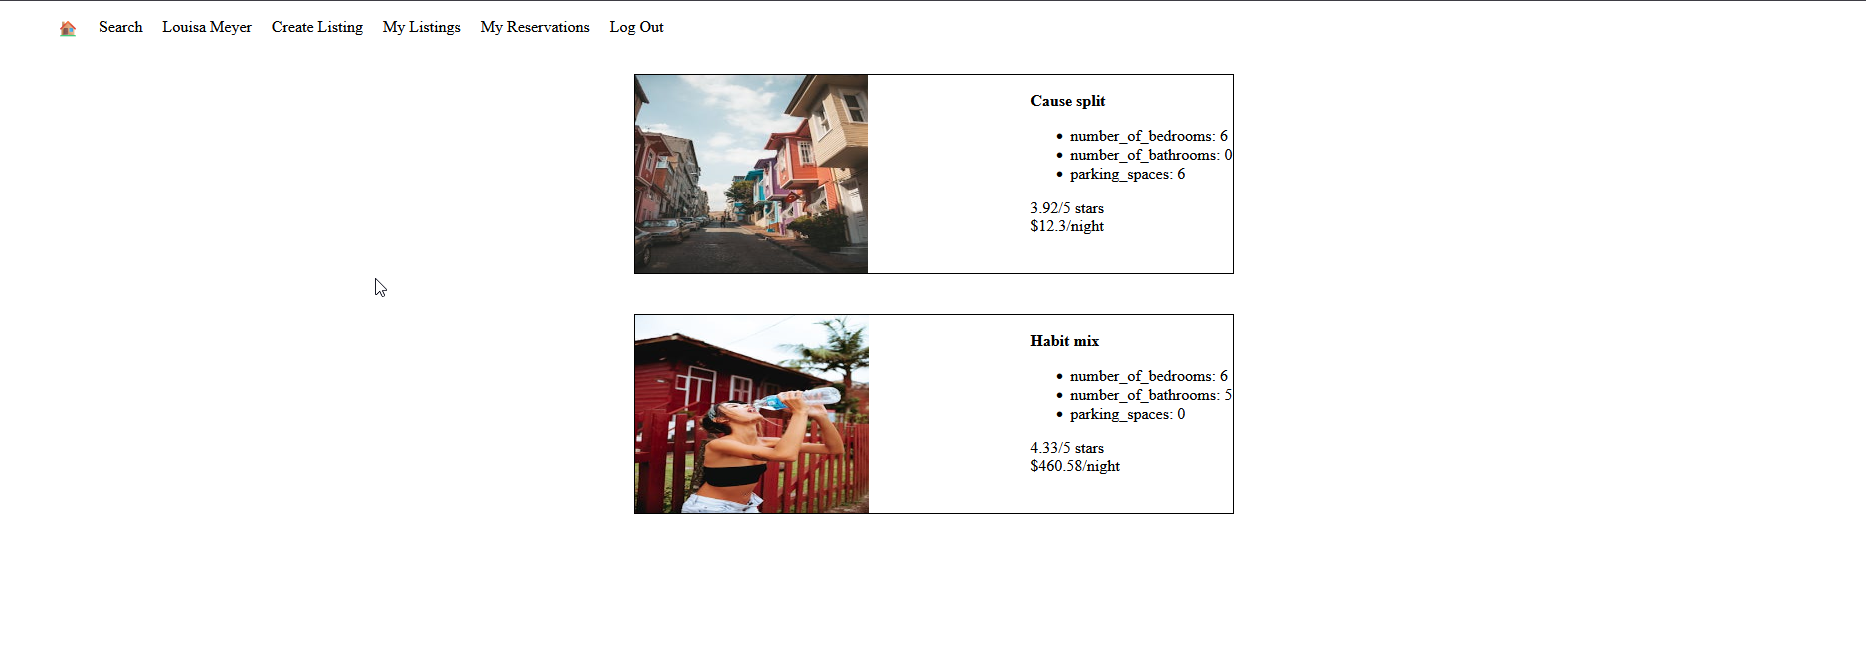 Search Louisa Meyer Create Listing My Listings My Reservations Log Out
Cause split
number_of_bedrooms: 6
number_of_bathrooms: 0
parking_spaces: 6
3.92/5 stars
$12.3/night
Habit mix
number_of_bedrooms: 6
number_of_bathrooms: 5
parking_spaces: 0
4.33/5 stars
$460.58/night